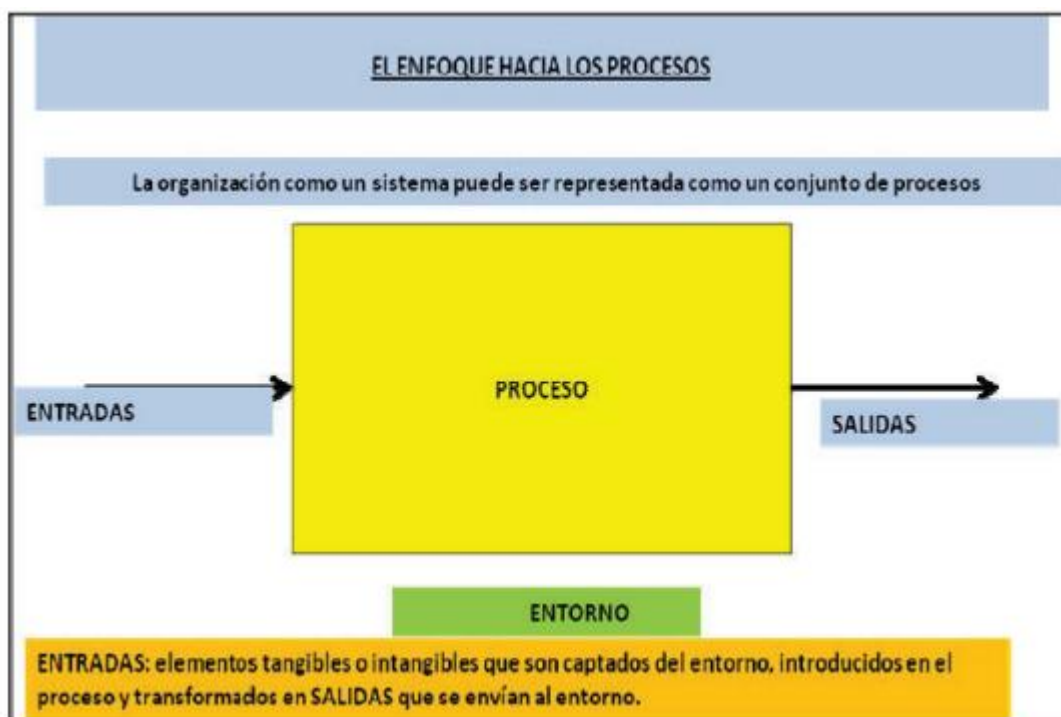 EL ENFOQUE HACIA LOS PROCESOS
La organización como un sistema puede ser representada como un conjunto de procesos
PROCESO
ENTRADAS
SALIDAS
ENTORNO
ENTRADAS: elementos tangibles o intangibles que son captados del entorno, introducidos en el
proceso y transformados en SALIDAS que se envían al entorno.